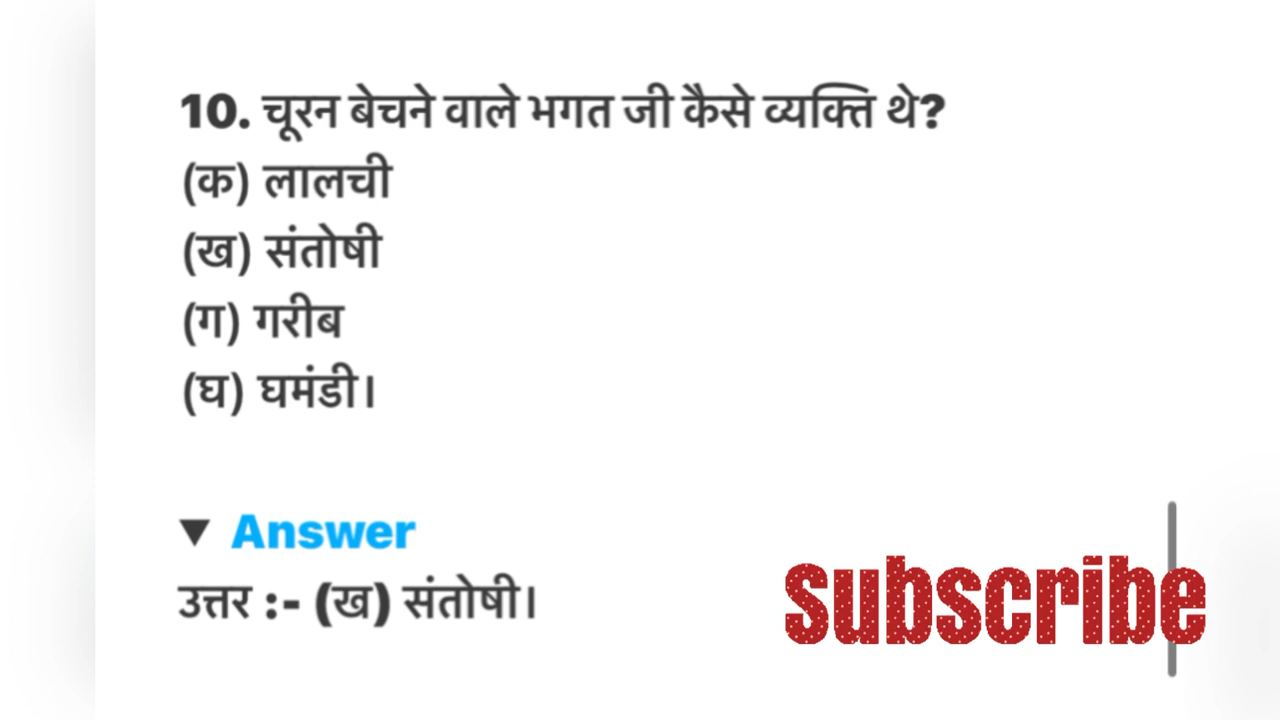 10. चूरन बेचने वाले भगत जी कैसे व्यक्ति थे?
(क) लालची
(ख) संतोषी
(ग) गरीब
(घ) घमंडी।
▼ Answer
उत्तर :- (ख) संतोषी।
Subscribe